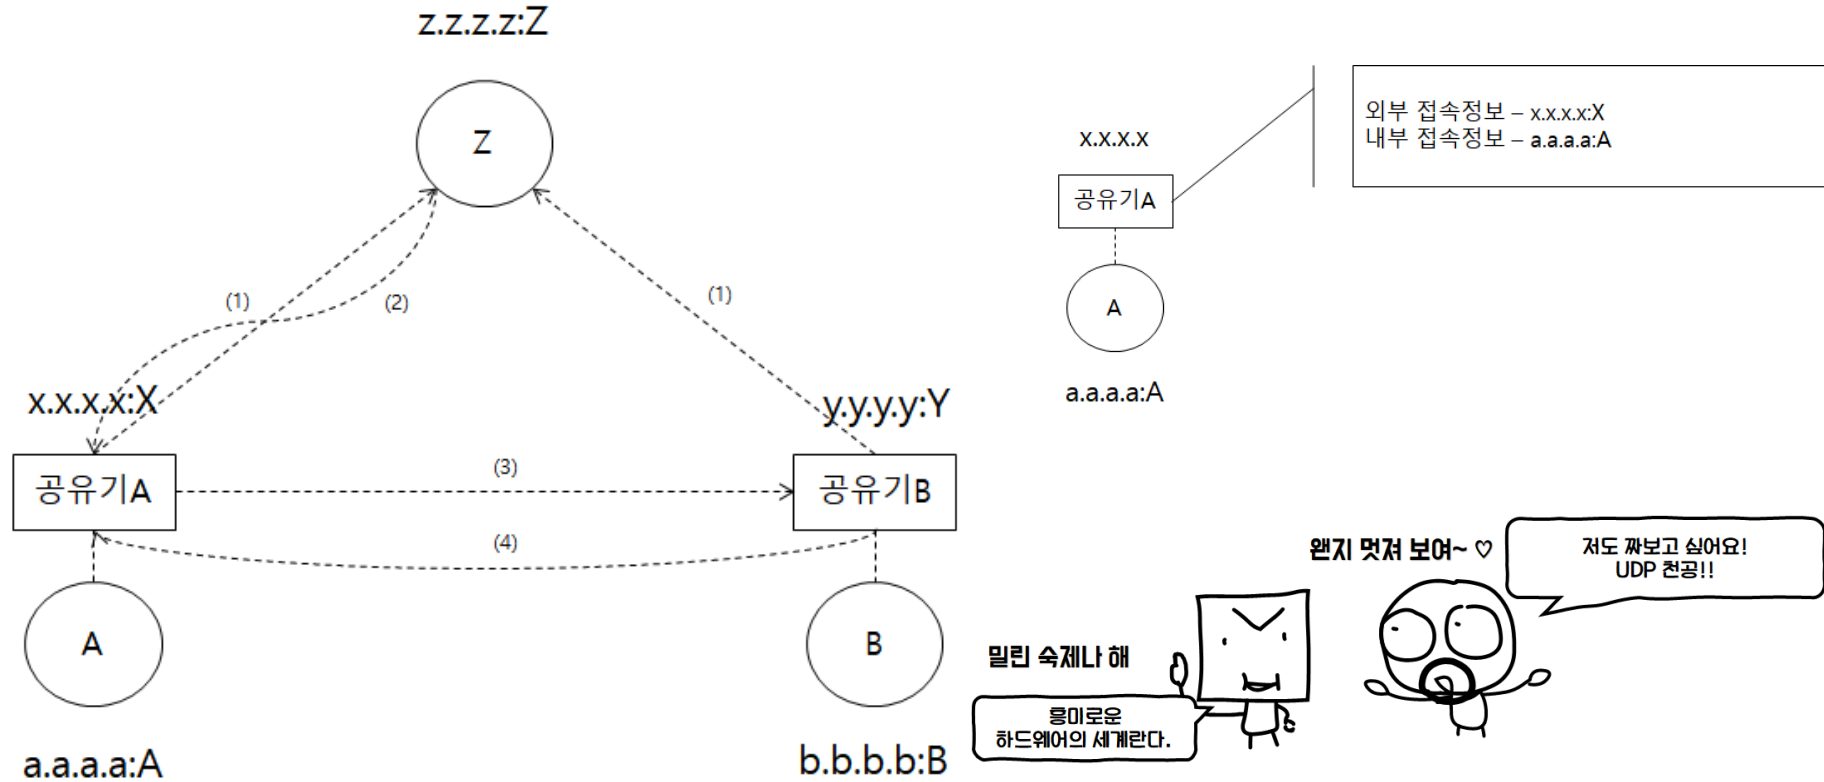 z.z.z.z:Z
Z
(1)
(2)
(1)
x.x.x.x:X
y.y.y.y:Y
공유기A
(3)
공유기B
(4)
A
B
a.a.a.a:A
b.b.b.b:B
외부 접속정보 – x.x.x.x:X
내부 접속정보 – a.a.a.a:A
x.x.x.x
공유기A
A
a.a.a.a:A
왠지 멋져 보여~ ♡
저도 짜보고 싶어요!
UDP 천공!!
밀린 숙제나 해
흥미로운
하드웨어의 세계란다.